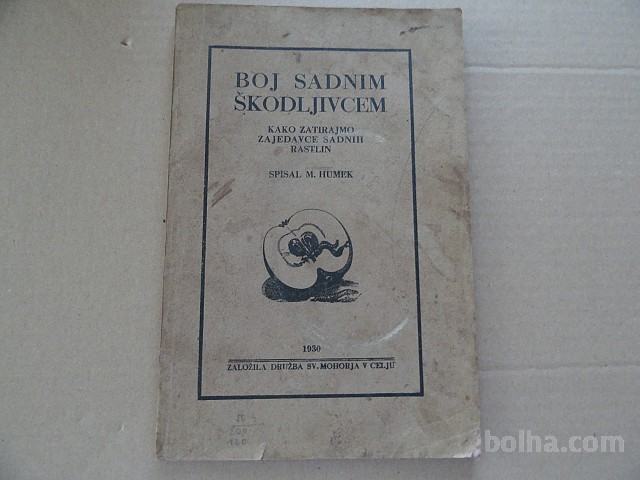 BOJ SADNIM
ŠKODLJIVCEM
KAKO ZATIRAJMO
ZAJEDAVCE SADNIH
RASTLIN
SPISAL M. HUMEK
1930
ZALOŽILA DRUŽBA SV. MOHORJA V CELJU
bolha.com